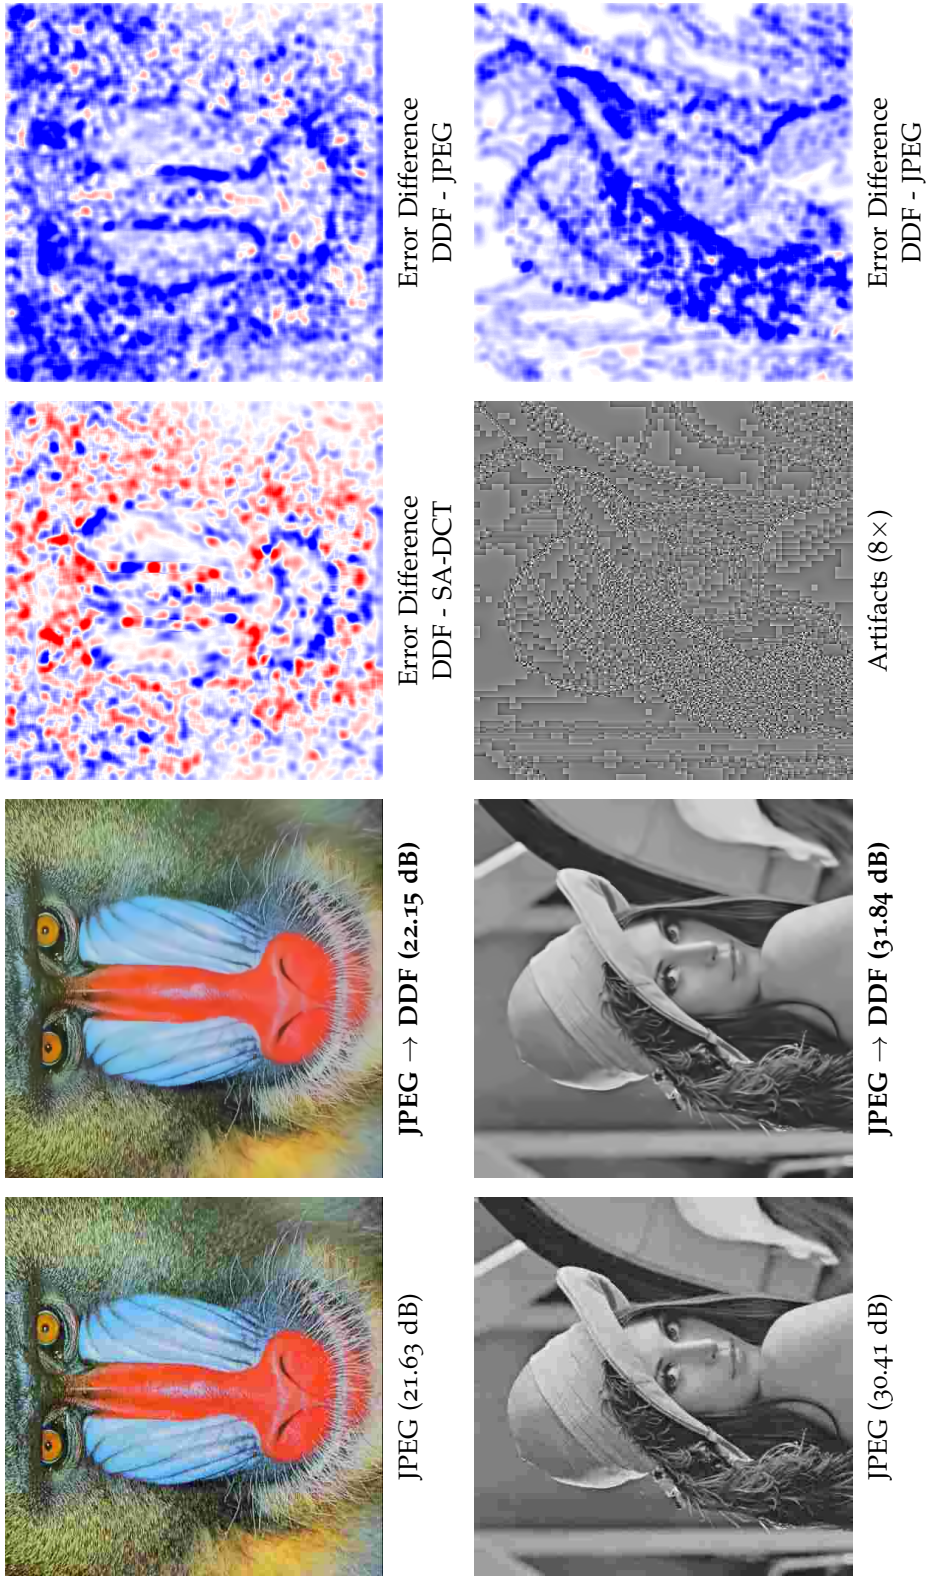 JPEG (21.63 dB)
JPEG → DDF (22.15 dB)
Error Difference
DDF - SA-DCT
Error Difference
DDF - JPEG
JPEG (30.41 dB)
JPEG → DDF (31.84 dB)
Artifacts (8×)
Error Difference
DDF - JPEG